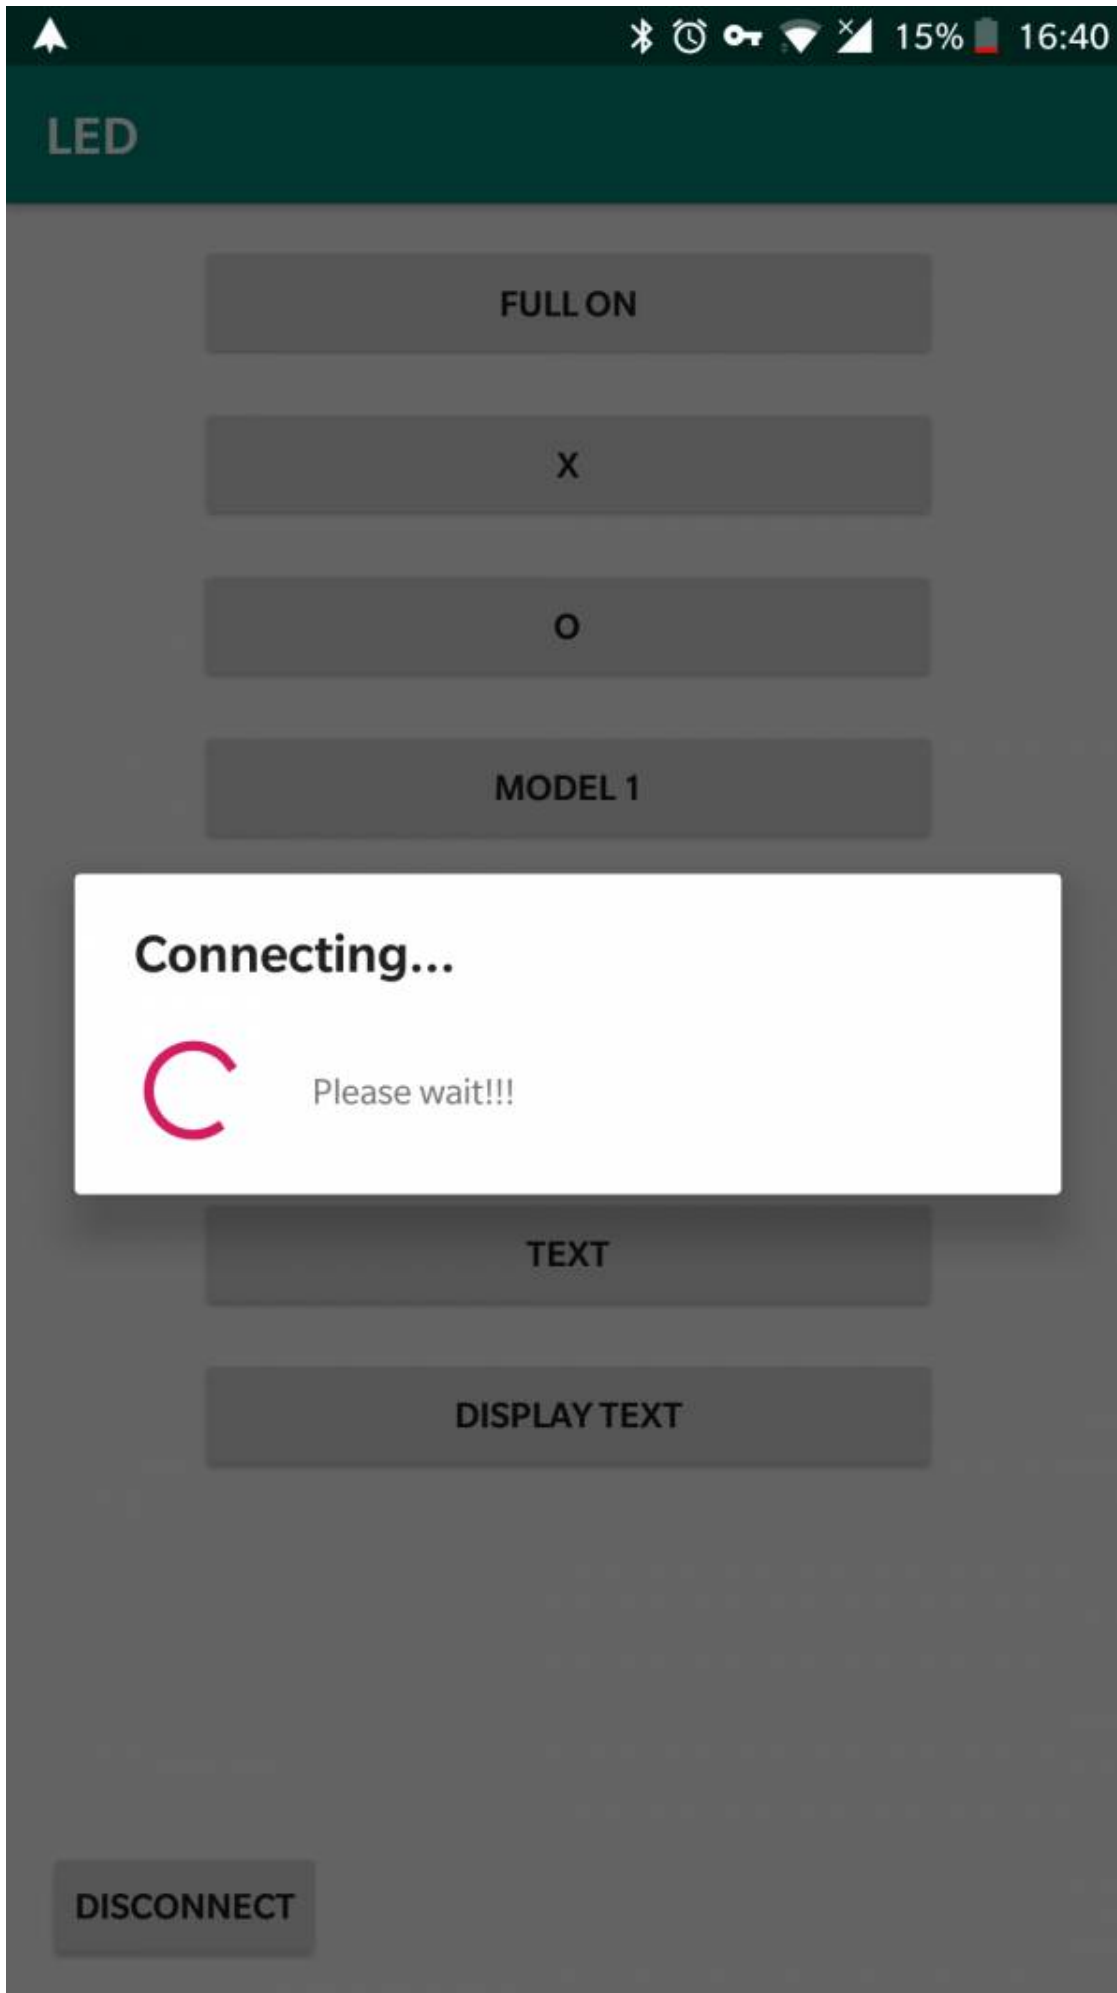 15% 16:40
LED
FULL ON
X
O
MODEL 1
Connecting...
Please wait!!!
TEXT
DISPLAY TEXT
DISCONNECT